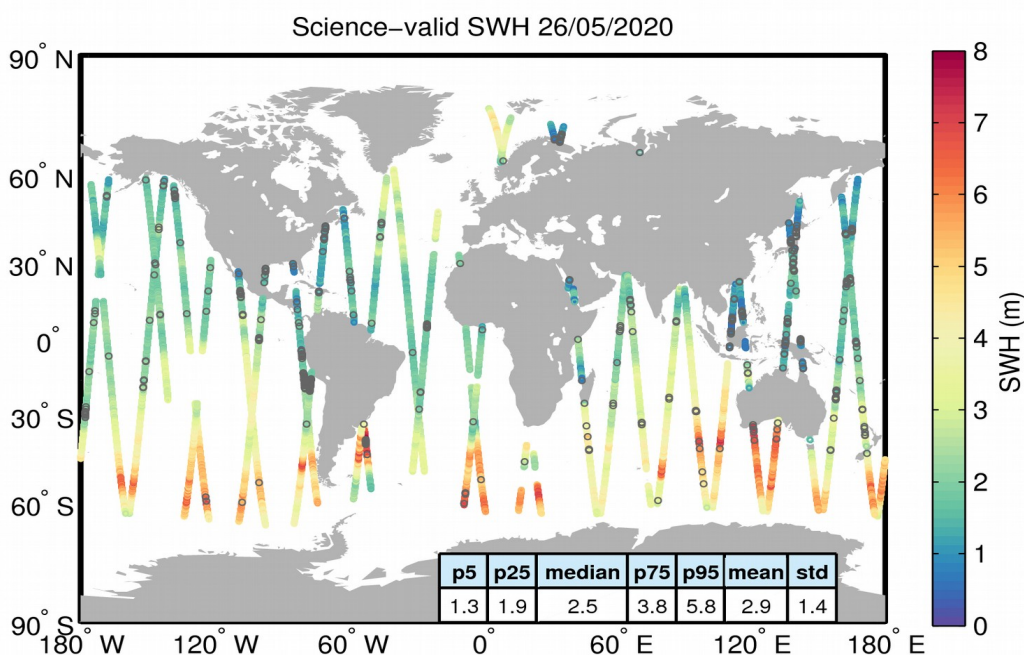 Science−valid SWH 26/05/2020
90° N
60° N
30° N
0°
30° S
60° S
90° S
180° W
120° W
60° W
0°
60° E
120° E
180° E
p5 p25 median p75 p95 mean std
1.3 1.9 2.5 3.8 5.8 2.9 1.4
8
7
6
5
4
3
2
1
0
SWH (m)